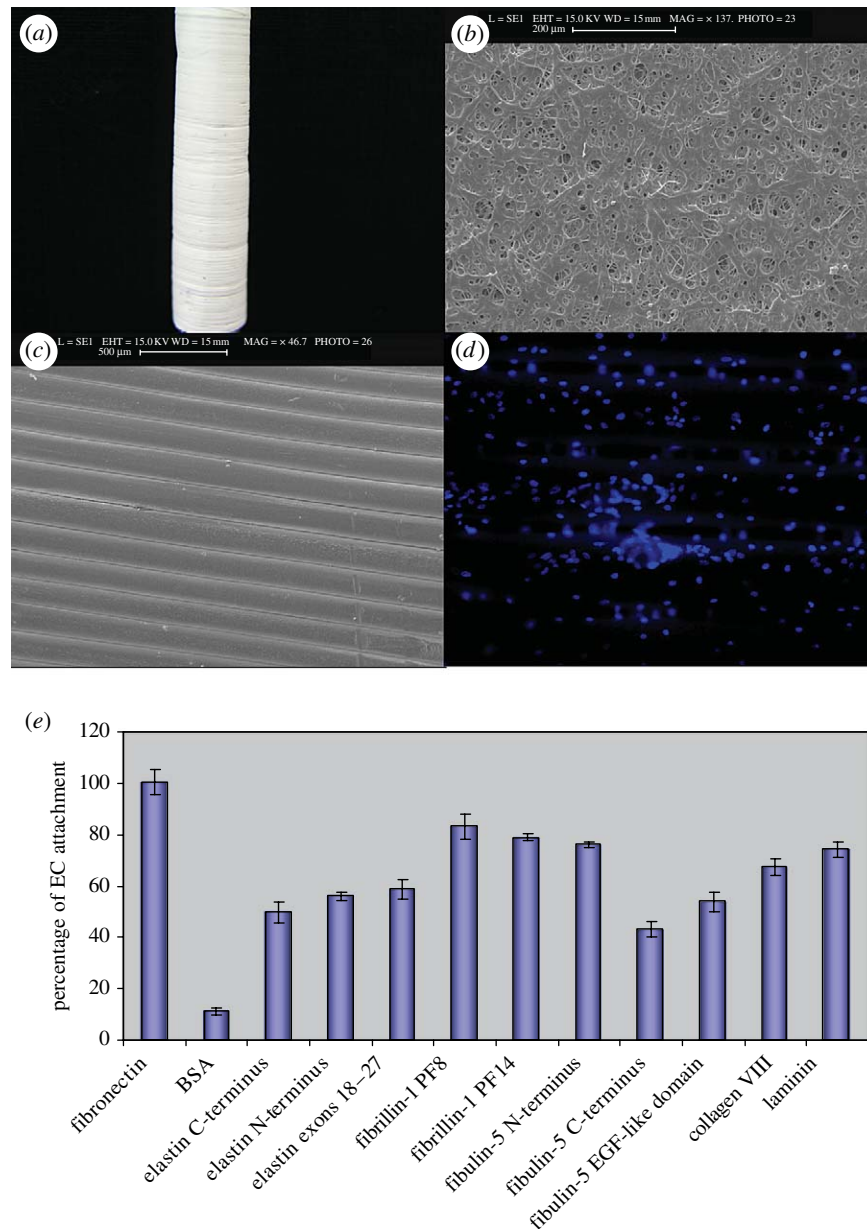 (a)
(b)
L = SE1 EHT = 15.0 KV WD = 15 mm MAG = × 137. PHOTO = 23
200 µm
(c)
L = SE1 EHT = 15.0 KV WD = 15 mm MAG = × 46.7 PHOTO = 26
500 µm
(d)
(e)
percentage of EC attachment
120
100
80
60
40
20
0
fibronectin
BSA
elastin C-terminus
elastin N-terminus
elastin exons 18–27
fibrillin-1 PF8
fibrillin-1 PF14
fibulin-5 N-terminus
fibulin-5 C-terminus
fibulin-5 EGF-like domain
collagen VIII
laminin